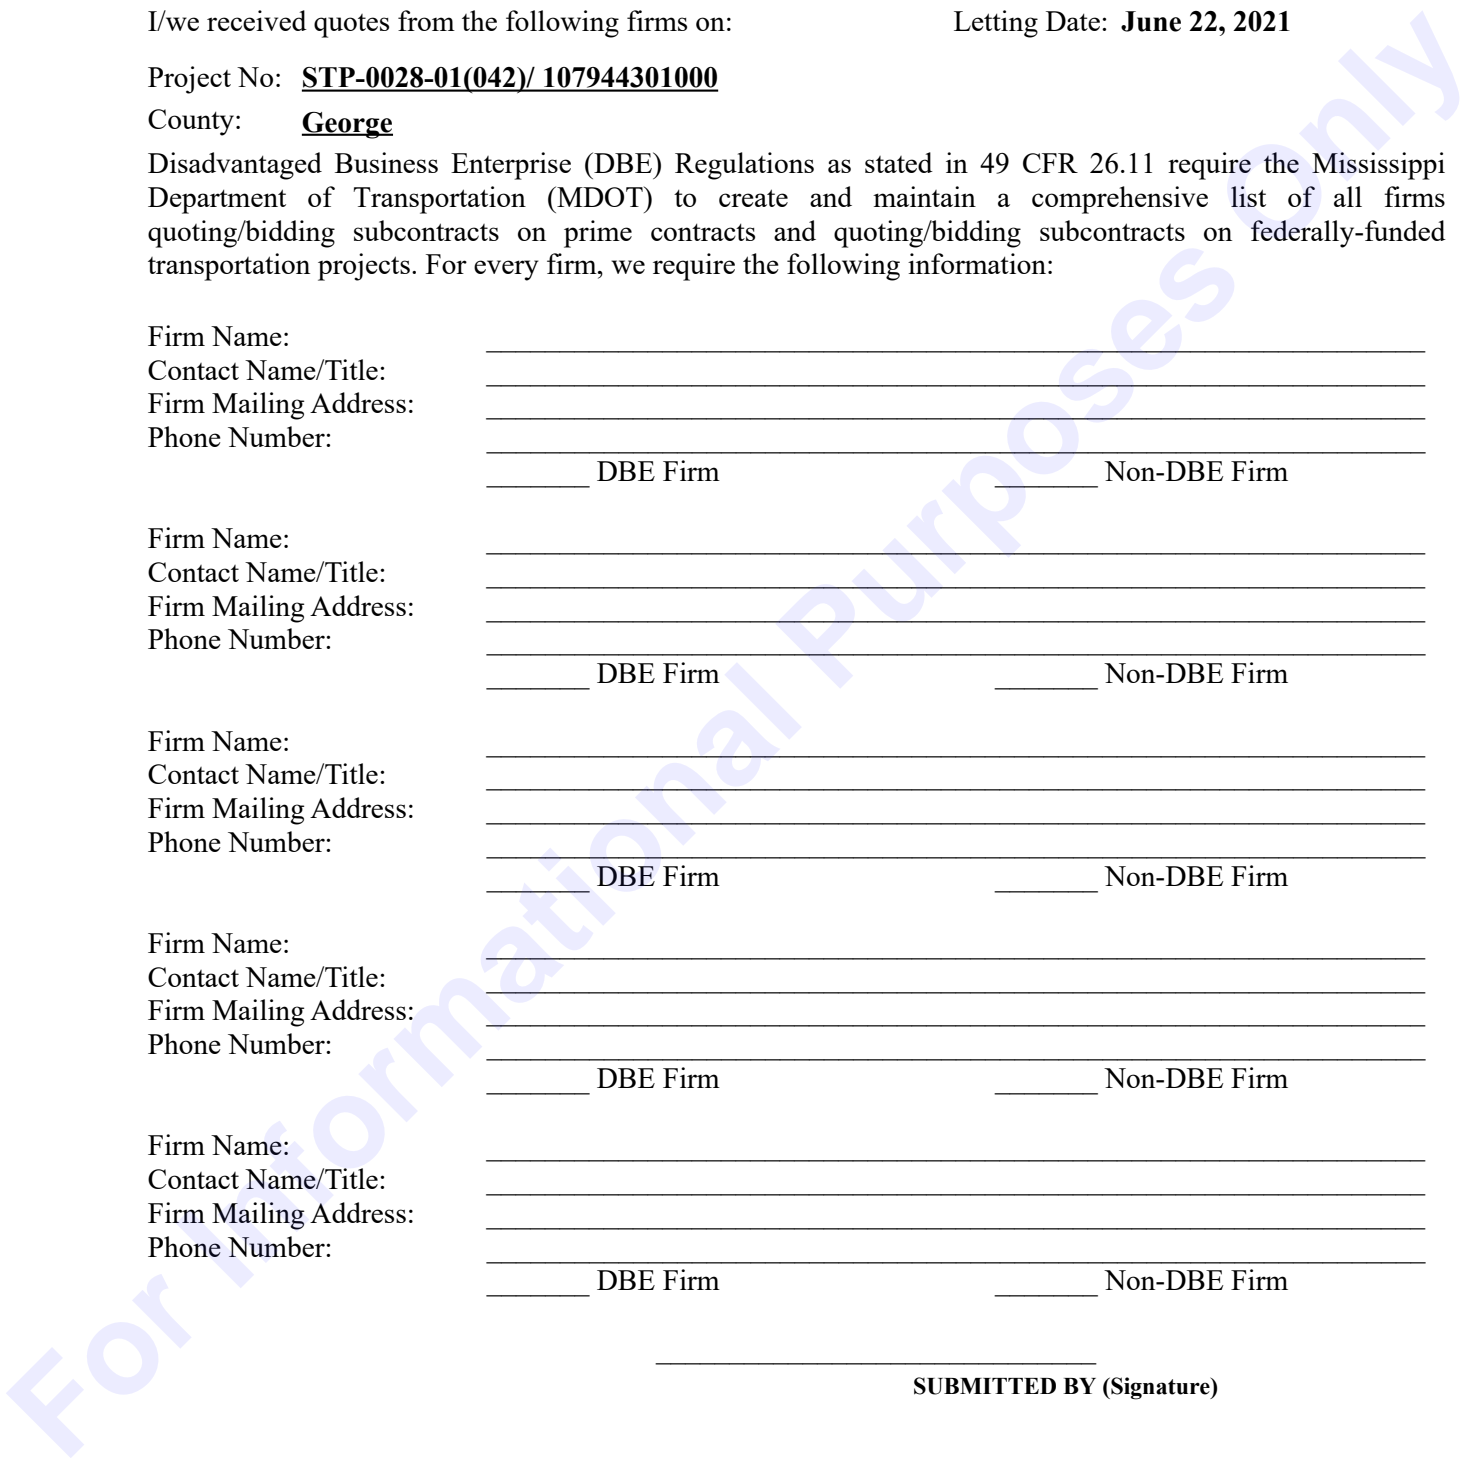 I/we received quotes from the following firms on: Letting Date: June 22, 2021
Project No: STP-0028-01(042)/ 107944301000
County: George
Disadvantaged Business Enterprise (DBE) Regulations as stated in 49 CFR 26.11 require the Mississippi
Department of Transportation (MDOT) to create and maintain a comprehensive list of all firms
quoting/bidding subcontracts on prime contracts and quoting/bidding subcontracts on federally-funded
transportation projects. For every firm, we require the following information:
Firm Name:
Contact Name/Title:
Firm Mailing Address:
Phone Number:
DBE Firm Non-DBE Firm
Firm Name:
Contact Name/Title:
Firm Mailing Address:
Phone Number:
DBE Firm Non-DBE Firm
Firm Name:
Contact Name/Title:
Firm Mailing Address:
Phone Number:
DBE Firm Non-DBE Firm
Firm Name:
Contact Name/Title:
Firm Mailing Address:
Phone Number:
DBE Firm Non-DBE Firm
Firm Name:
Contact Name/Title:
Firm Mailing Address:
Phone Number:
DBE Firm Non-DBE Firm
SUBMITTED BY (Signature)
For Informational Purposes Only